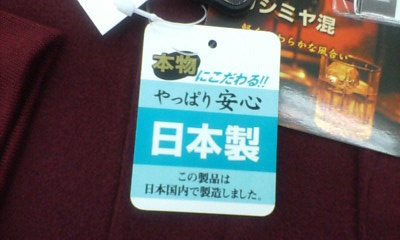 本物にこだわる!!
やっぱり安心
日本製
この製品は
日本国内で製造しました。
シミヤ混
らかな風合い